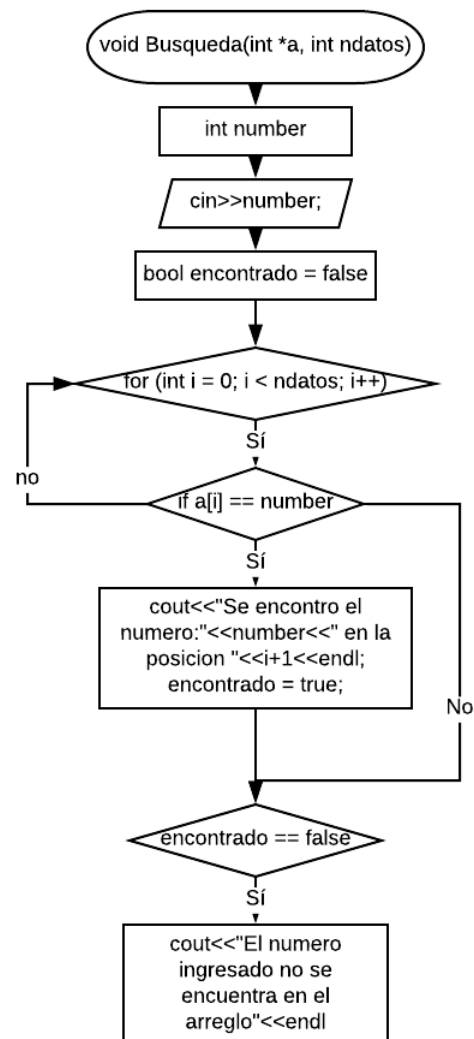 void Busqueda(int *a, int ndatos)
int number
cin>>number;
bool encontrado = false
for (int i = 0; i < ndatos; i++)
Sí
no
if a[i] == number
Sí
cout<<"Se encontro el
numero:"<<number<<" en la
posicion "<<i+1<<endl;
encontrado = true;
No
encontrado == false
Sí
cout<<"El numero
ingresado no se
encuentra en el
arreglo"<<endl